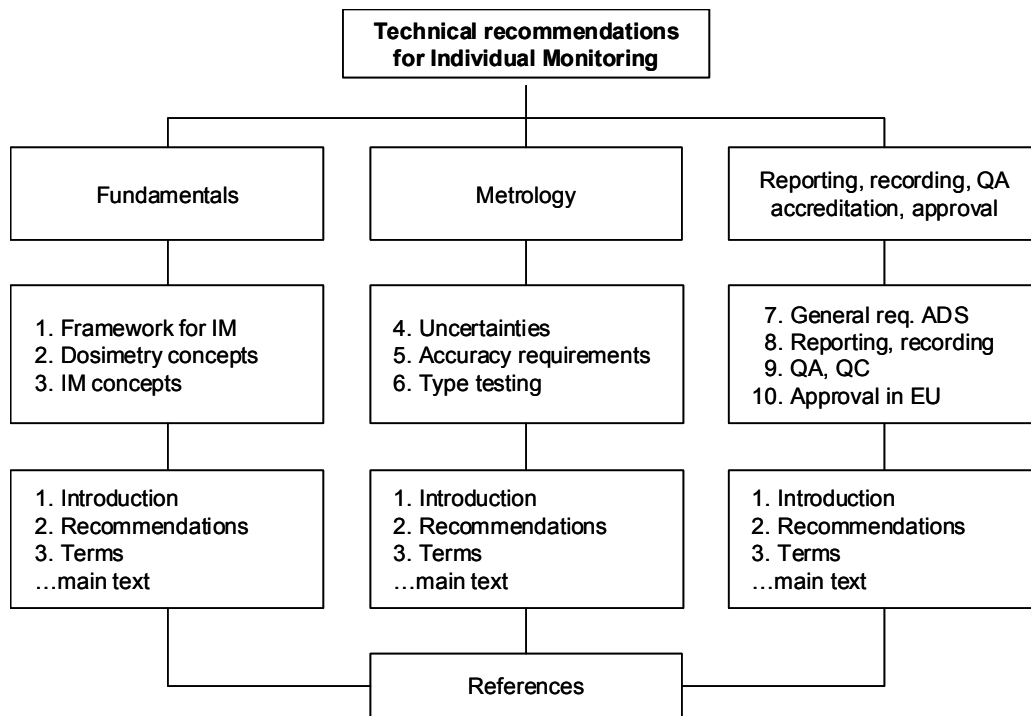 Technical recommendations
for Individual Monitoring
Fundamentals
Metrology
Reporting, recording, QA
accreditation, approval
1. Framework for IM
2. Dosimetry concepts
3. IM concepts
4. Uncertainties
5. Accuracy requirements
6. Type testing
7. General req. ADS
8. Reporting, recording
9. QA, QC
10. Approval in EU
1. Introduction
2. Recommendations
3. Terms
…main text
1. Introduction
2. Recommendations
3. Terms
…main text
1. Introduction
2. Recommendations
3. Terms
…main text
References